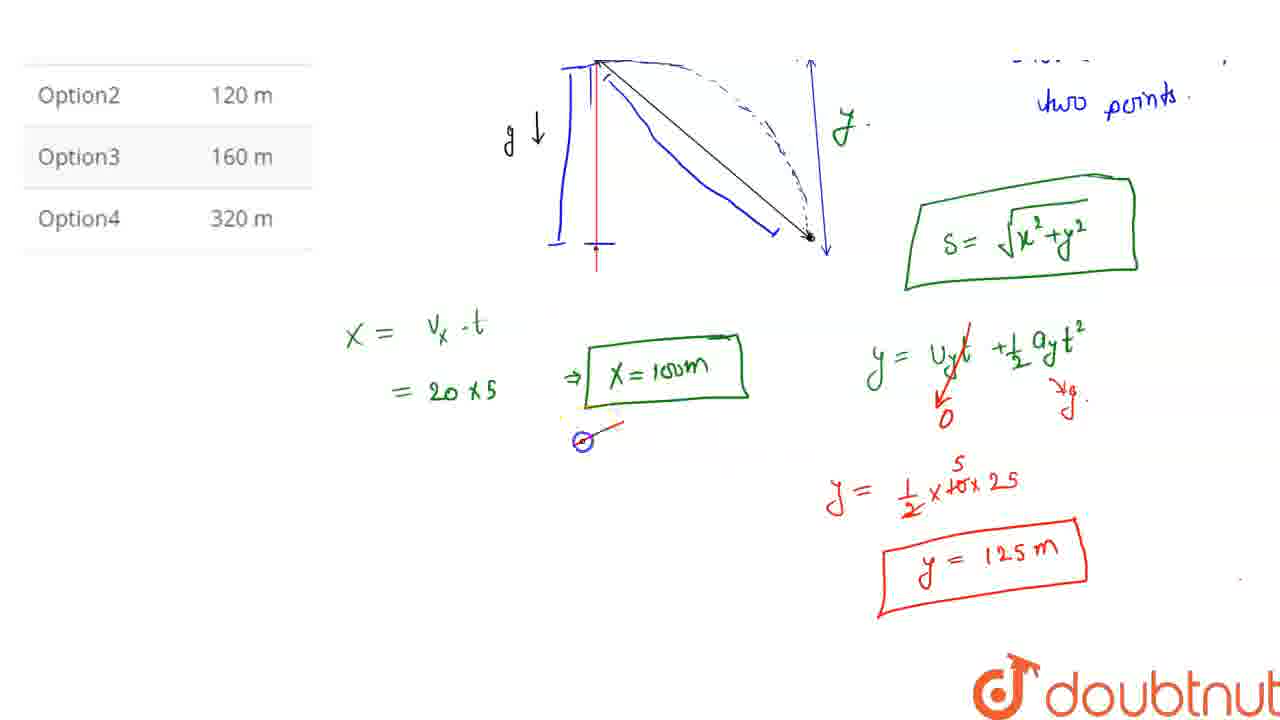 Option2 120 m
Option3 160 m
Option4 320 m
g ↓
y.
two points.
S = √x²+y²
X = Vx · t
= 20 × 5
⇒ X = 100m
y = Uyt + 1/2 ayt²
0
g.
y = 1/2 × 10 × 25
5
y = 125 m
doubtnut